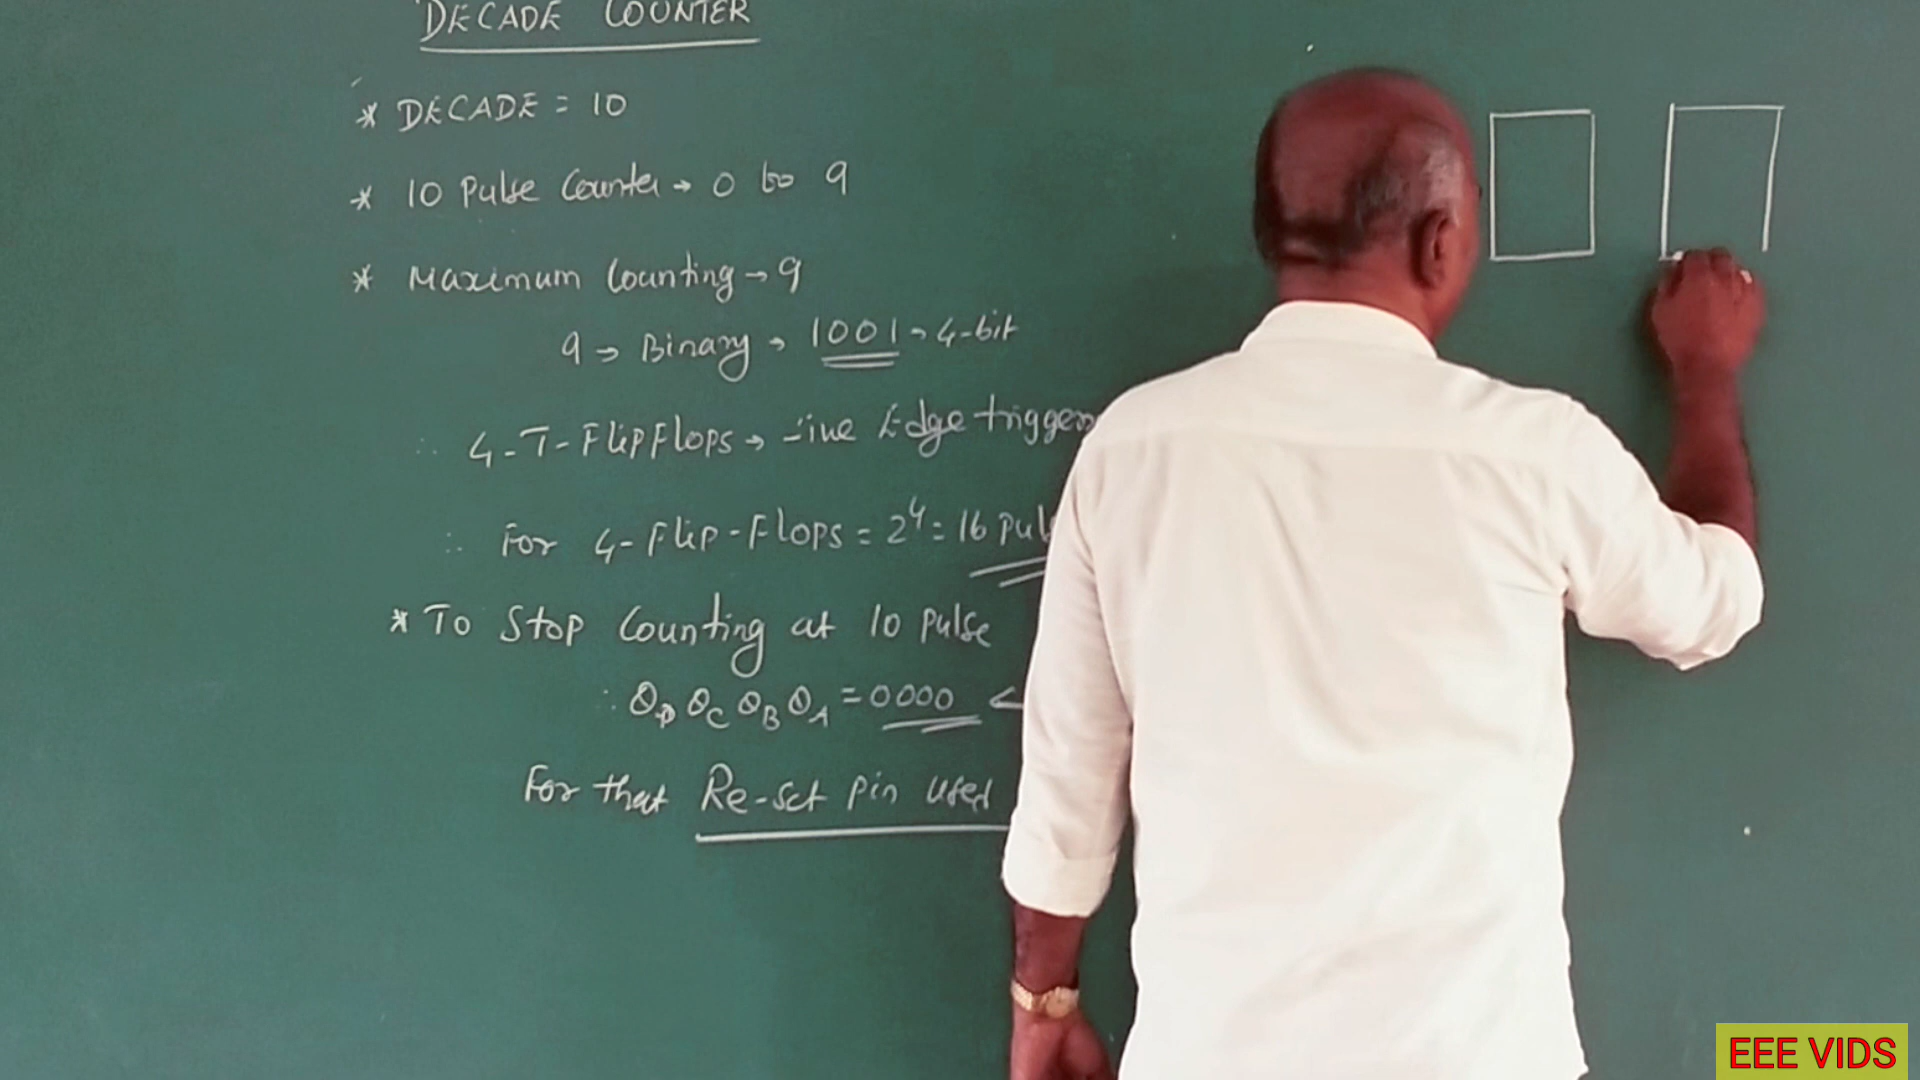 DECADE COUNTER
* DECADE = 10
* 10 Pulse Counter → 0 to 9
* Maximum Counting → 9
9 → Binary → 1001 → 4-bit
∴ 4-T-FlipFlops → -ive Edge trigger
∴ For 4-Flip-Flops = 2⁴ = 16 Pul
* To Stop Counting at 10 pulse
∴ Q_D Q_C Q_B Q_A = 0000 <
For that Re-set pin used
EEE VIDS